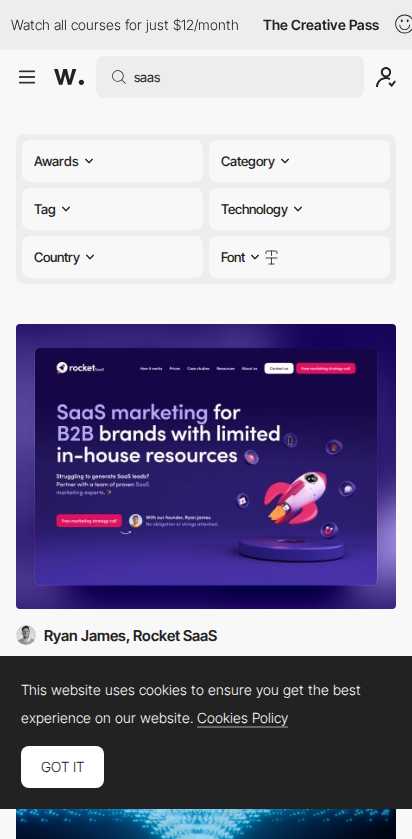 Watch all courses for just $12/month The Creative Pass
W.
saas
Awards Category
Tag Technology
Country Font
rocketSaaS How it works Prices Case studies Resources About us Contact us Free marketing strategy call
SaaS marketing for
B2B brands with limited
in-house resources
Struggling to generate SaaS leads?
Partner with a team of proven SaaS
marketing experts.
Free marketing strategy call With our founder, Ryan James.
No obligation or strings attached.
Ryan James, Rocket SaaS
This website uses cookies to ensure you get the best
experience on our website. Cookies Policy
GOT IT